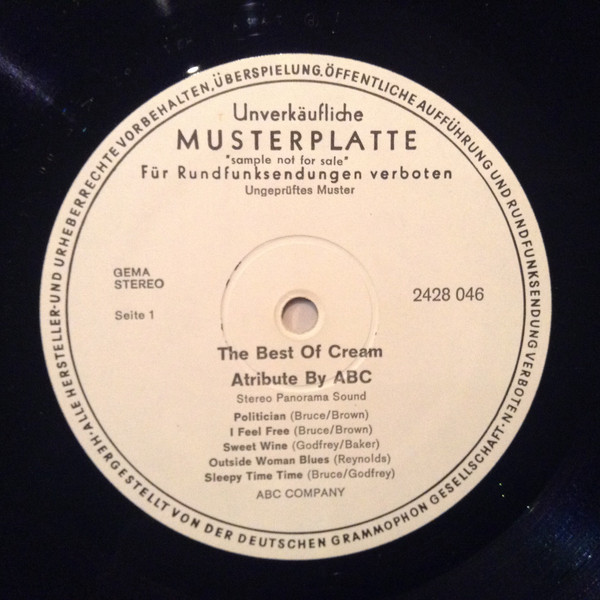 ALLE HERSTELLER-UND URHEBERRECHTE VORBEHALTEN, ÜBERSPIELUNG, ÖFFENTLICHE AUFFÜHRUNG UND RUNDFUNKSENDUNG VERBOTEN·
HERGESTELLT VON DER DEUTSCHEN GRAMMOPHON GESELLSCHAFT·
Unverkäufliche
MUSTERPLATTE
"sample not for sale"
Für Rundfunksendungen verboten
Ungeprüftes Muster
GEMA
STEREO
2428 046
Seite 1
The Best Of Cream
Atribute By ABC
Stereo Panorama Sound
Politician (Bruce/Brown)
I Feel Free (Bruce/Brown)
Sweet Wine (Godfrey/Baker)
Outside Woman Blues (Reynolds)
Sleepy Time Time (Bruce/Godfrey)
ABC COMPANY